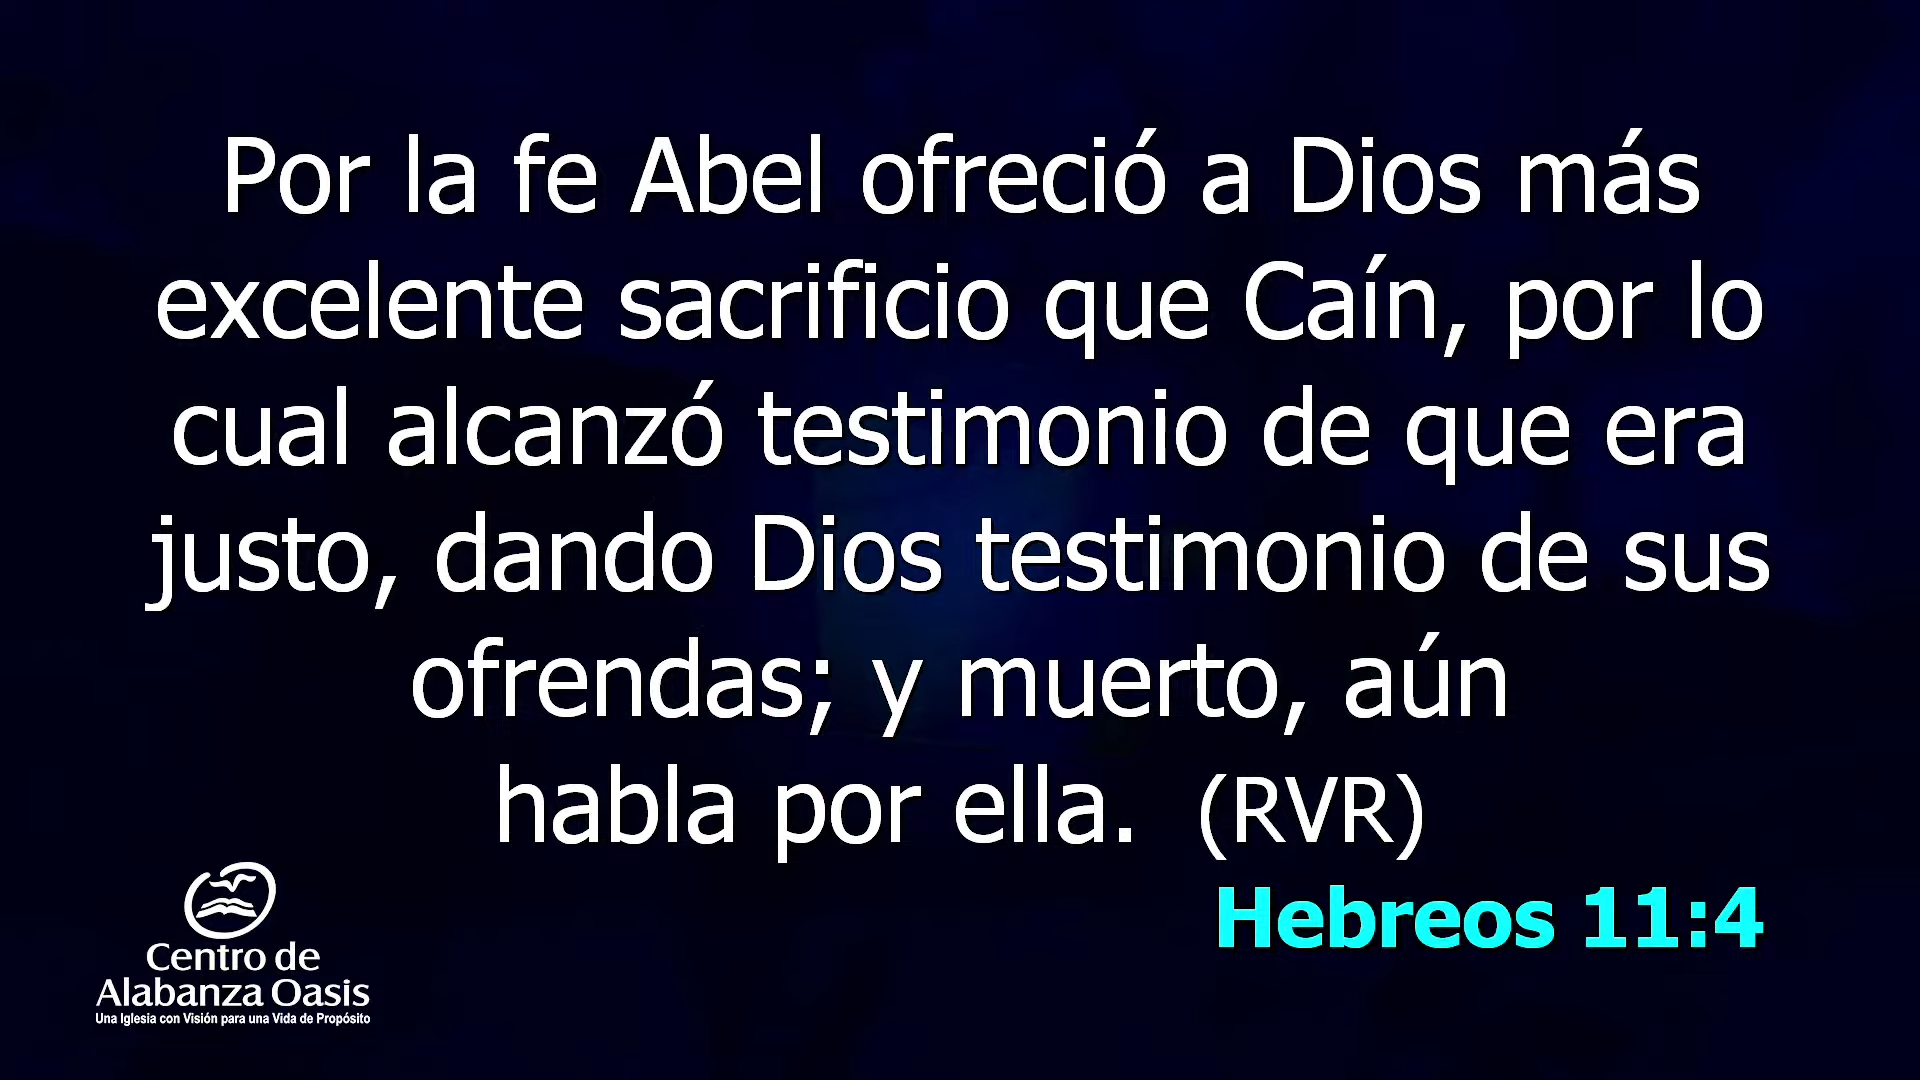 Por la fe Abel ofreció a Dios más
excelente sacrificio que Caín, por lo
cual alcanzó testimonio de que era
justo, dando Dios testimonio de sus
ofrendas; y muerto, aún
habla por ella.  (RVR)
Hebreos 11:4
Centro de
Alabanza Oasis
Una Iglesia con Visión para una Vida de Propósito